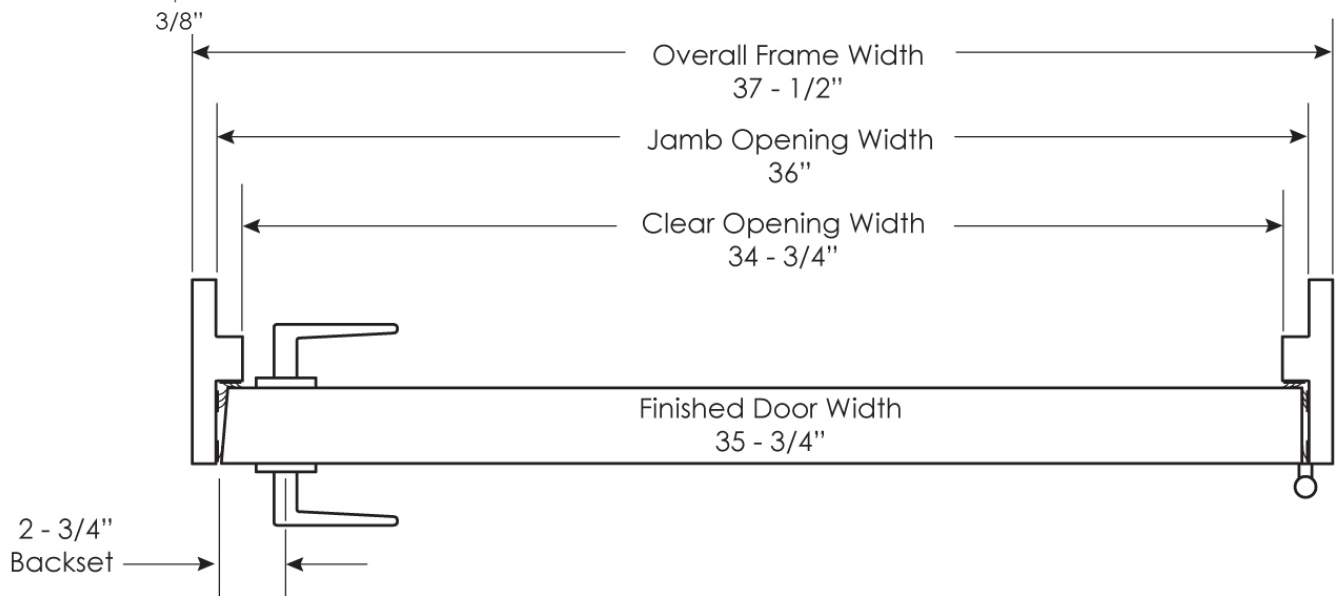 3/8”
Overall Frame Width
37 - 1/2”
Jamb Opening Width
36”
Clear Opening Width
34 - 3/4”
Finished Door Width
35 - 3/4”
2 - 3/4”
Backset